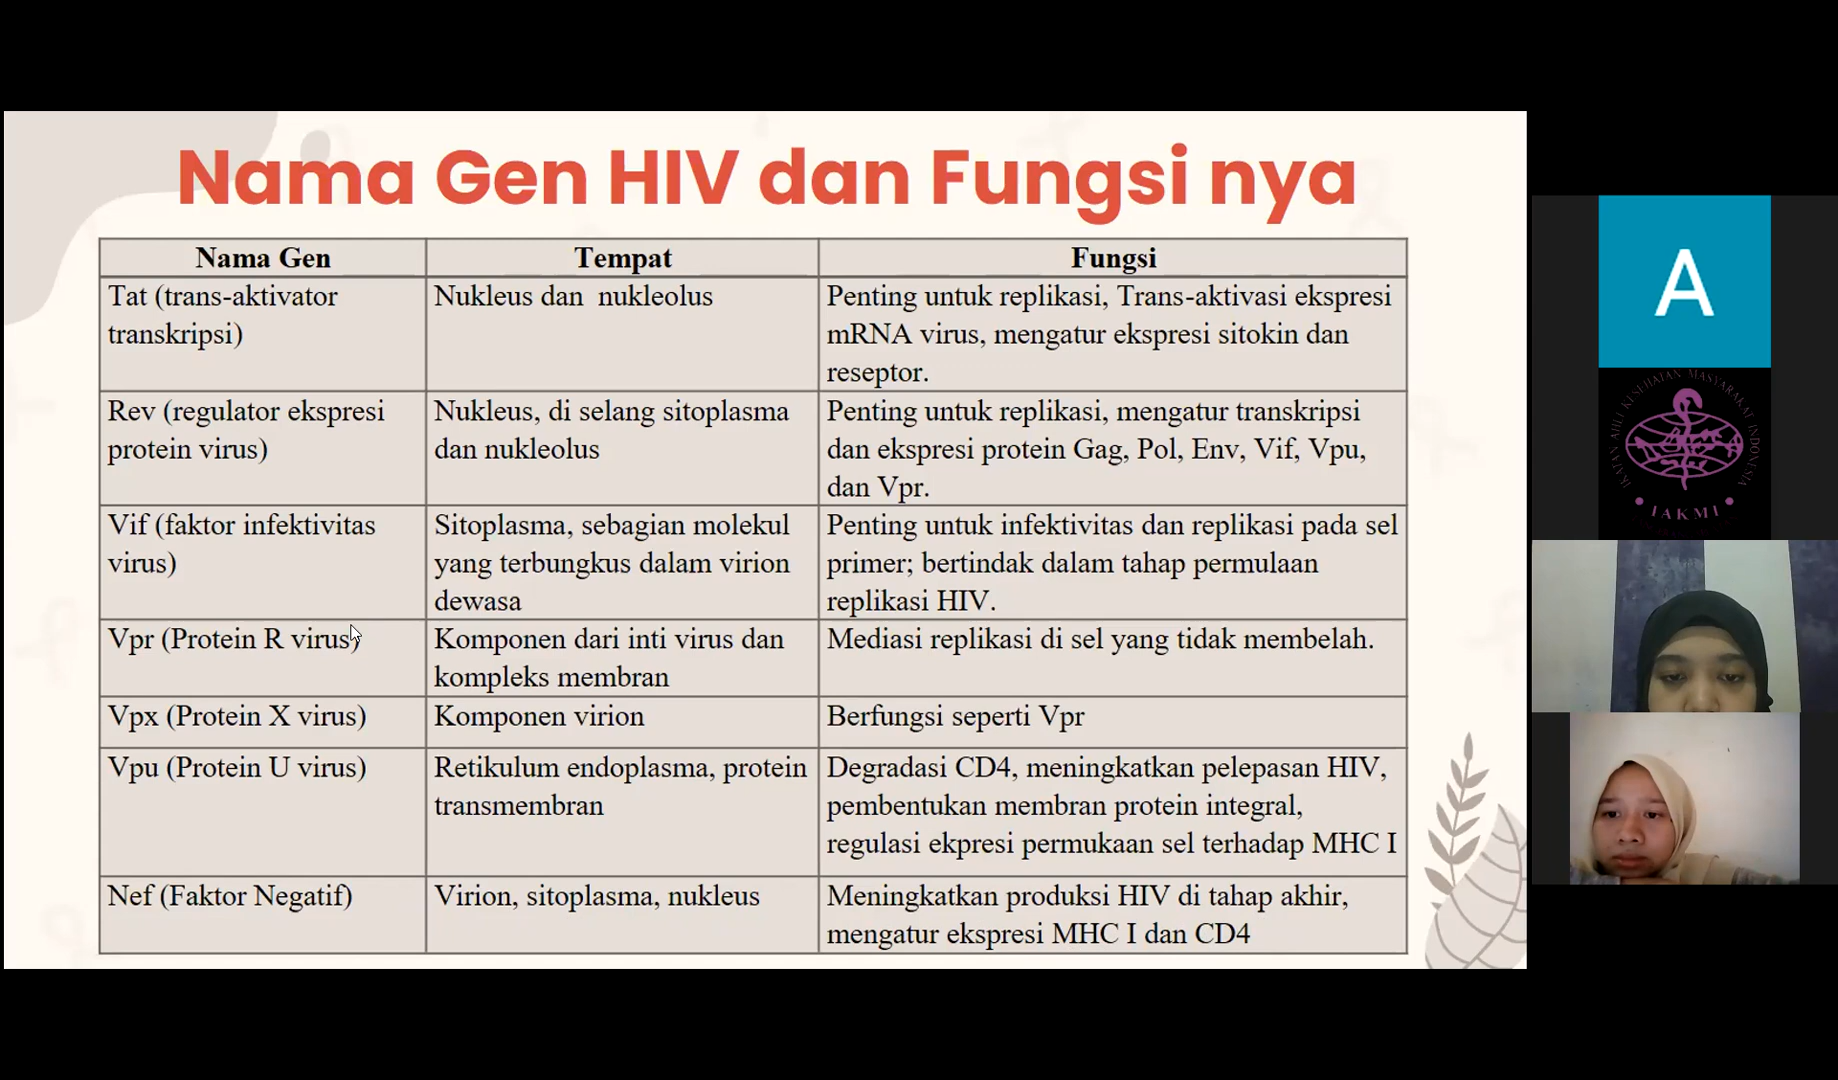 Nama Gen HIV dan Fungsi nya
Nama Gen
Tempat
Fungsi
Tat (trans-aktivator
transkripsi)
Nukleus dan nukleolus
Penting untuk replikasi, Trans-aktivasi ekspresi
mRNA virus, mengatur ekspresi sitokin dan
reseptor.
Rev (regulator ekspresi
protein virus)
Nukleus, di selang sitoplasma
dan nukleolus
Penting untuk replikasi, mengatur transkripsi
dan ekspresi protein Gag, Pol, Env, Vif, Vpu,
dan Vpr.
Vif (faktor infektivitas
virus)
Sitoplasma, sebagian molekul
yang terbungkus dalam virion
dewasa
Penting untuk infektivitas dan replikasi pada sel
primer; bertindak dalam tahap permulaan
replikasi HIV.
Vpr (Protein R virus)
Komponen dari inti virus dan
kompleks membran
Mediasi replikasi di sel yang tidak membelah.
Vpx (Protein X virus)
Komponen virion
Berfungsi seperti Vpr
Vpu (Protein U virus)
Retikulum endoplasma, protein
transmembran
Degradasi CD4, meningkatkan pelepasan HIV,
pembentukan membran protein integral,
regulasi ekpresi permukaan sel terhadap MHC I
Nef (Faktor Negatif)
Virion, sitoplasma, nukleus
Meningkatkan produksi HIV di tahap akhir,
mengatur ekspresi MHC I dan CD4
A
IKATAN AHLI KESEHATAN MASYARAKAT INDONESIA
IAKMI